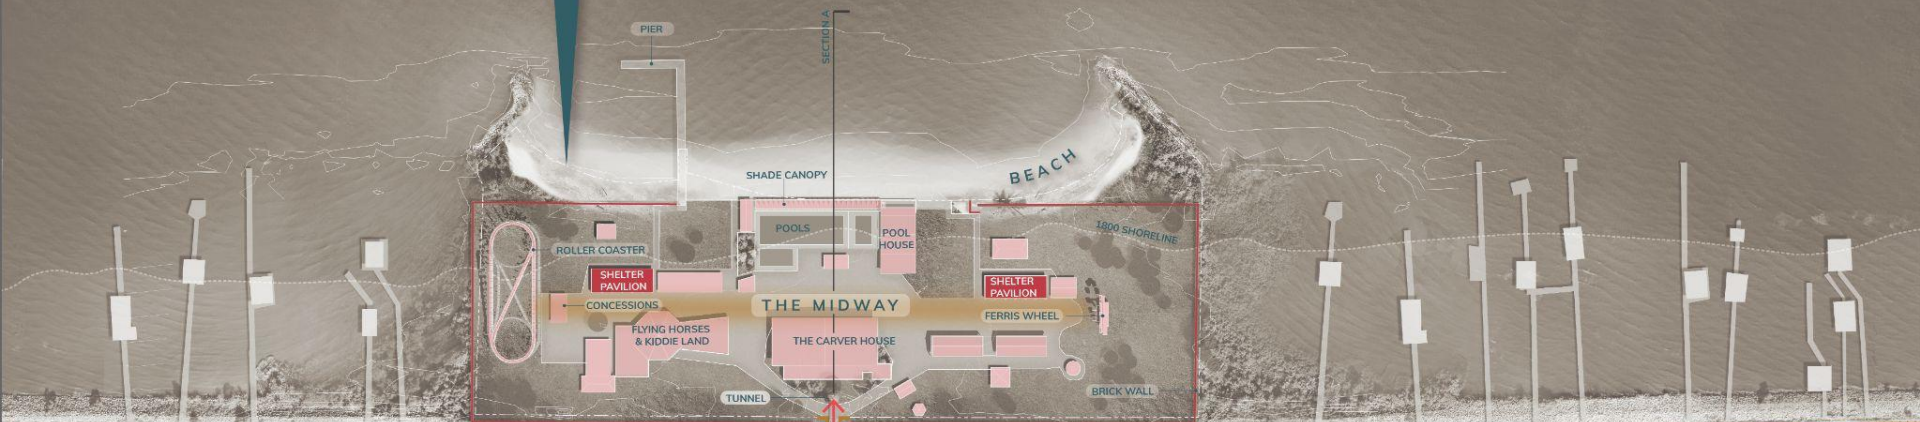 PIER
SECTION A
BEACH
SHADE CANOPY
POOLS
POOL
HOUSE
1800 SHORELINE
ROLLER COASTER
SHELTER
PAVILION
SHELTER
PAVILION
CONCESSIONS
THE MIDWAY
FERRIS WHEEL
FLYING HORSES
& KIDDIE LAND
THE CARVER HOUSE
TUNNEL
BRICK WALL